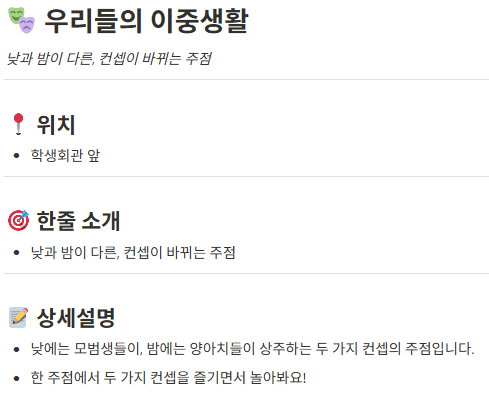 우리들의 이중생활
낮과 밤이 다른, 컨셉이 바뀌는 주점
위치
학생회관 앞
한줄 소개
낮과 밤이 다른, 컨셉이 바뀌는 주점
상세설명
낮에는 모범생들이, 밤에는 양아치들이 상주하는 두 가지 컨셉의 주점입니다.
한 주점에서 두 가지 컨셉을 즐기면서 놀아봐요!